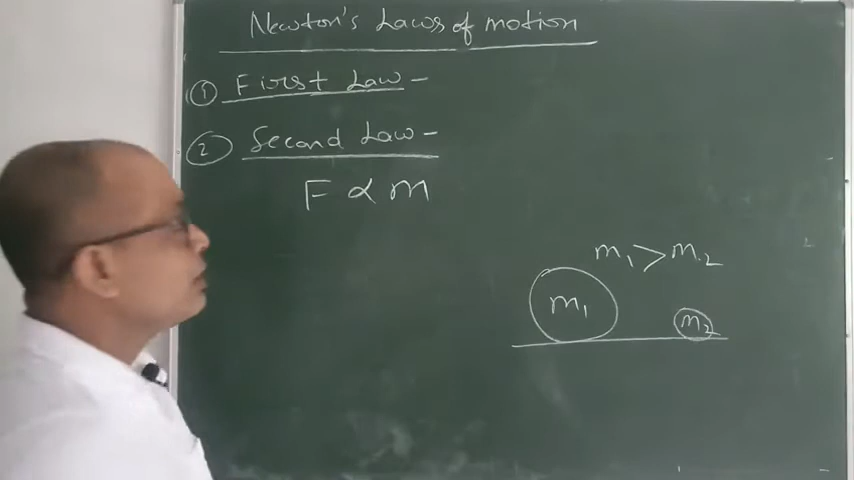 Newton's Laws of motion
① First Law -
② Second Law -
F ∝ m
m₁ > m₂
m₁
m₂